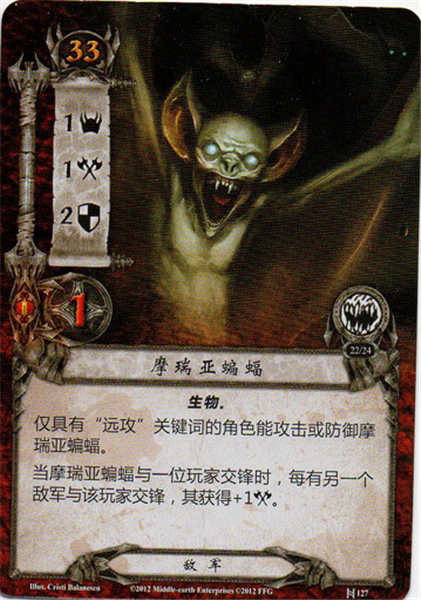 33
1
1
2
1
22/24
摩瑞亚蝙蝠
生物.
仅具有“远攻”关键词的角色能攻击或防御摩
瑞亚蝙蝠。
当摩瑞亚蝙蝠与一位玩家交锋时，每有另一个
敌军与该玩家交锋，其获得+1。
敌军
Illus. Cristi Balanescu
©2012 Middle-earth Enterprises ©2012 FFG
127